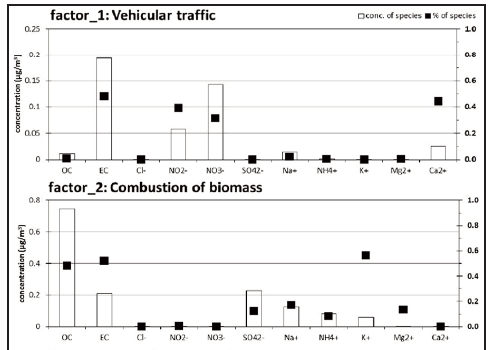 factor_1: Vehicular traffic
conc. of species % of species
concentration (µg/m³)
0.25 1.0
0.2 0.8
0.15 0.6
0.1 0.4
0.05 0.2
0 0.0
OC EC Cl- NO2- NO3- SO42- Na+ NH4+ K+ Mg2+ Ca2+
factor_2: Combustion of biomass
concentration (µg/m³)
0.8 1.0
0.8
0.6
0.6
0.4
0.4
0.2
0.2
0 0.0
OC EC Cl- NO2- NO3- SO42- Na+ NH4+ K+ Mg2+ Ca2+